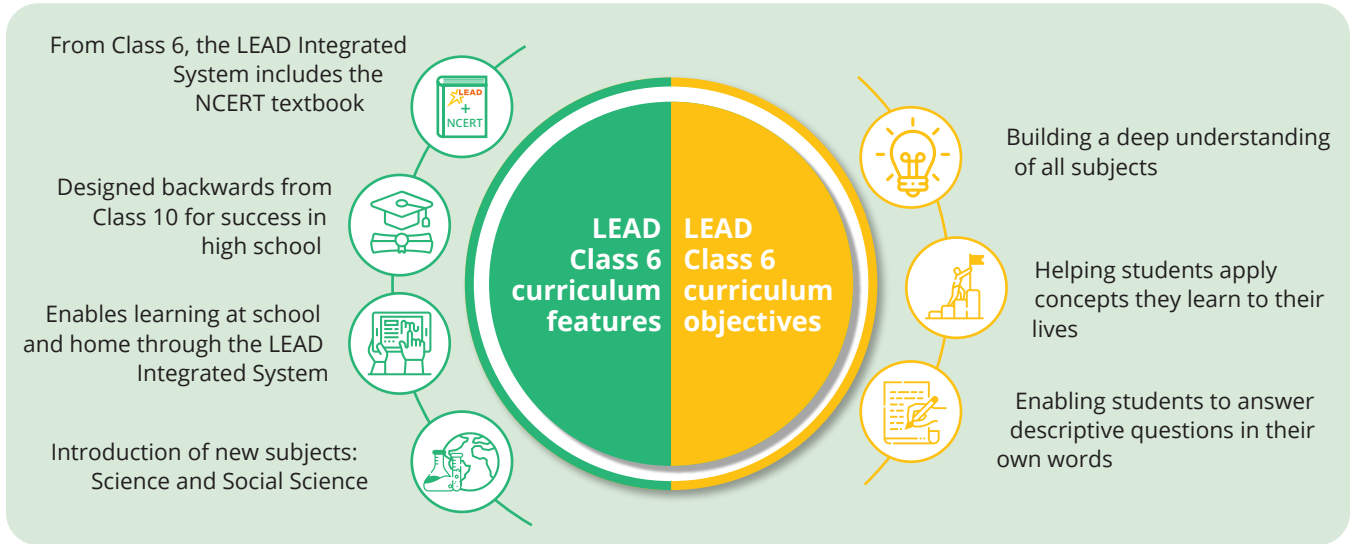 From Class 6, the LEAD Integrated
System includes the
NCERT textbook
LEAD
+
NCERT
Designed backwards from
Class 10 for success in
high school
Enables learning at school
and home through the LEAD
Integrated System
Introduction of new subjects:
Science and Social Science
LEAD
Class 6
curriculum
features
LEAD
Class 6
curriculum
objectives
Building a deep understanding
of all subjects
Helping students apply
concepts they learn to their
lives
Enabling students to answer
descriptive questions in their
own words